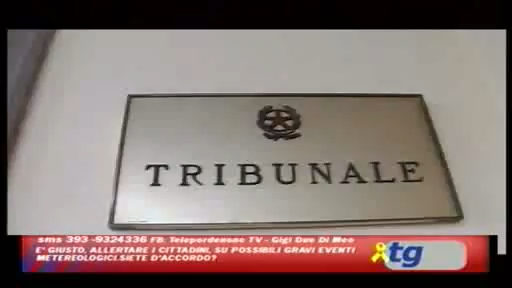 TRIBUNALE
sms 393 -9324336 FB: Telepordenone TV - Gigi Due Di Meo
E' GIUSTO, ALLERTARE I CITTADINI, SU POSSIBILI GRAVI EVENTI
METEREOLOGICI.SIETE D'ACCORDO?
tg